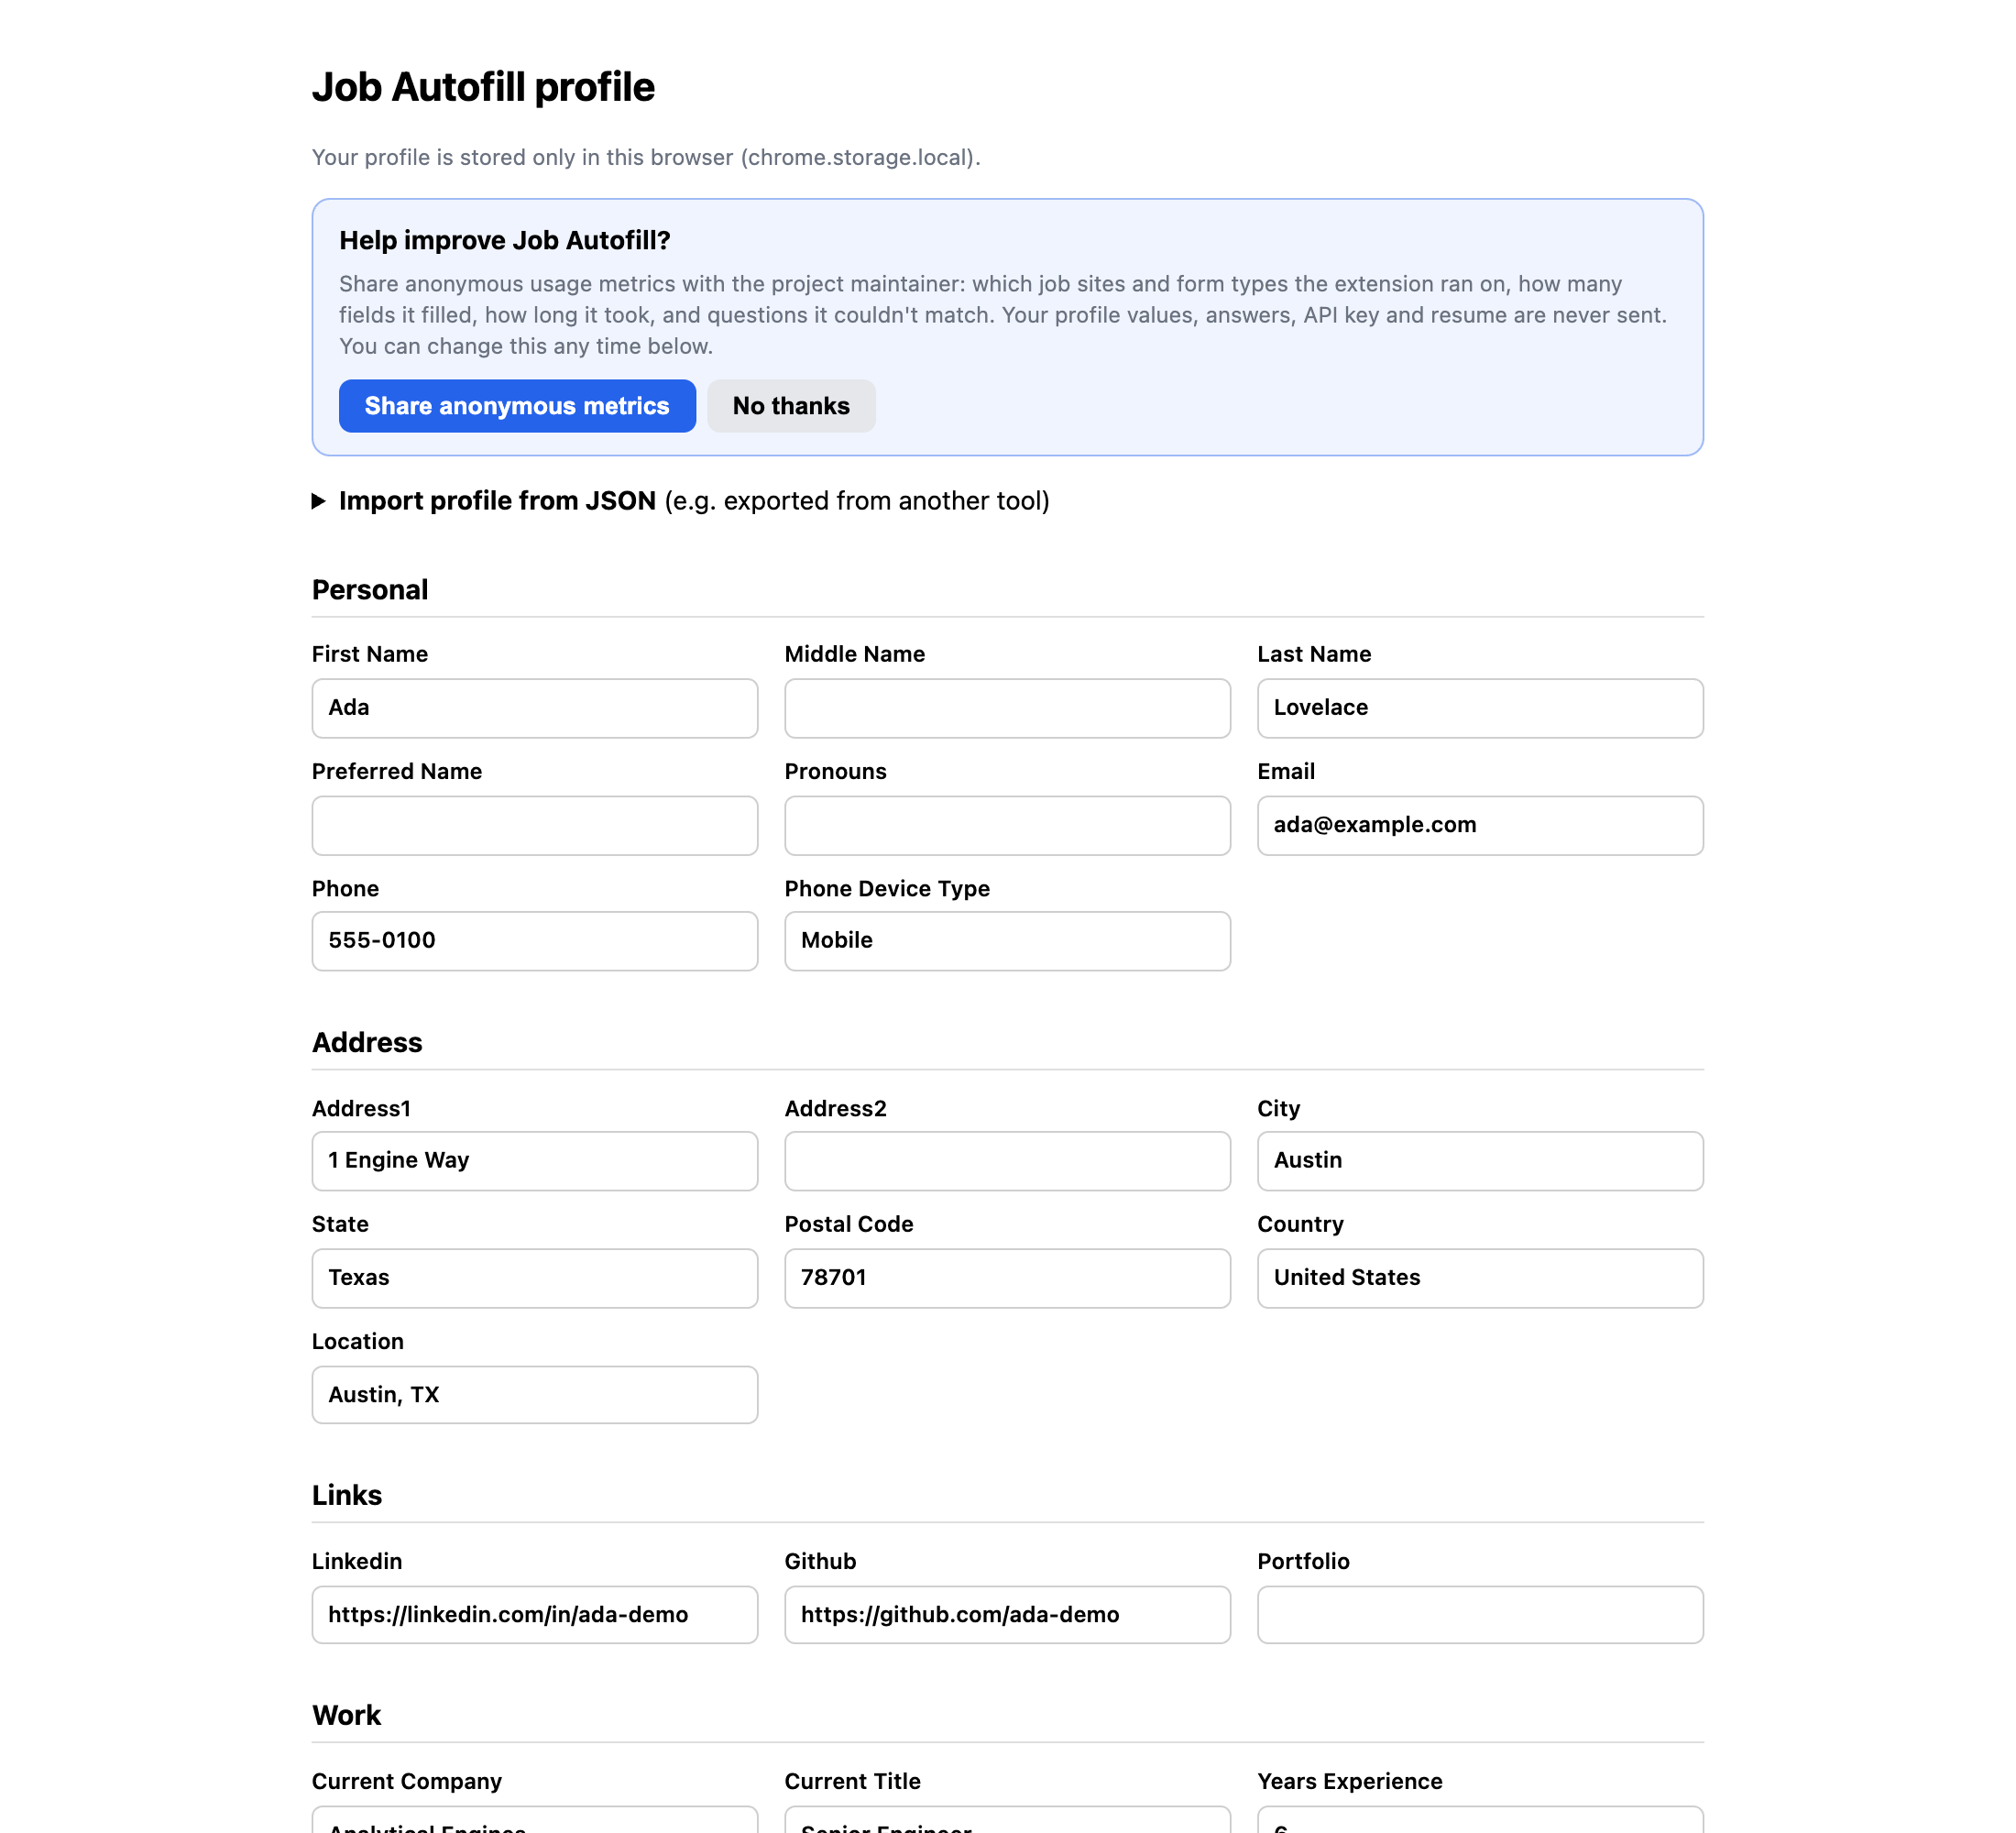 Job Autofill profile
Your profile is stored only in this browser (chrome.storage.local).
Help improve Job Autofill?
Share anonymous usage metrics with the project maintainer: which job sites and form types the extension ran on, how many
fields it filled, how long it took, and questions it couldn't match. Your profile values, answers, API key and resume are never sent.
You can change this any time below.
Share anonymous metrics No thanks
Import profile from JSON (e.g. exported from another tool)
Personal
First Name Middle Name Last Name
Ada Lovelace
Preferred Name Pronouns Email
ada@example.com
Phone Phone Device Type
555-0100 Mobile
Address
Address1 Address2 City
1 Engine Way Austin
State Postal Code Country
Texas 78701 United States
Location
Austin, TX
Links
Linkedin Github Portfolio
https://linkedin.com/in/ada-demo https://github.com/ada-demo
Work
Current Company Current Title Years Experience
Analytical Engines Senior Engineer 6